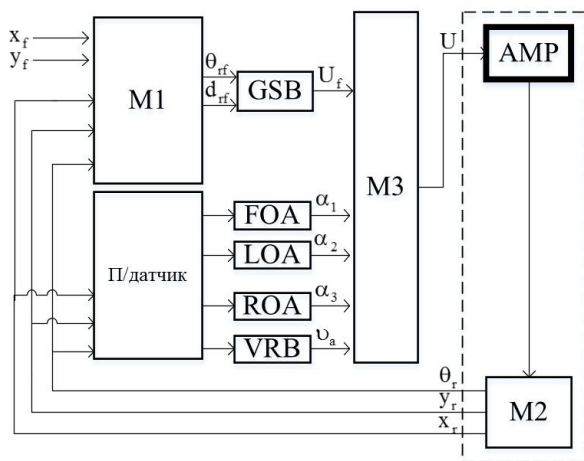 x_f
y_f
M1
θ_rf
d_rf
GSB
U_f
M3
U
AMP
П/датчик
FOA
α_1
LOA
α_2
ROA
α_3
VRB
υ_a
θ_r
y_r
x_r
M2